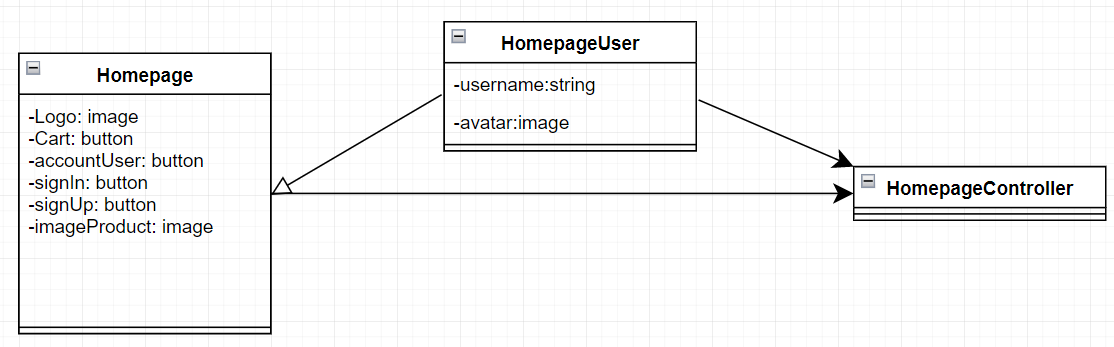 Homepage
-Logo: image
-Cart: button
-accountUser: button
-signIn: button
-signUp: button
-imageProduct: image
HomepageUser
-username:string
-avatar:image
HomepageController